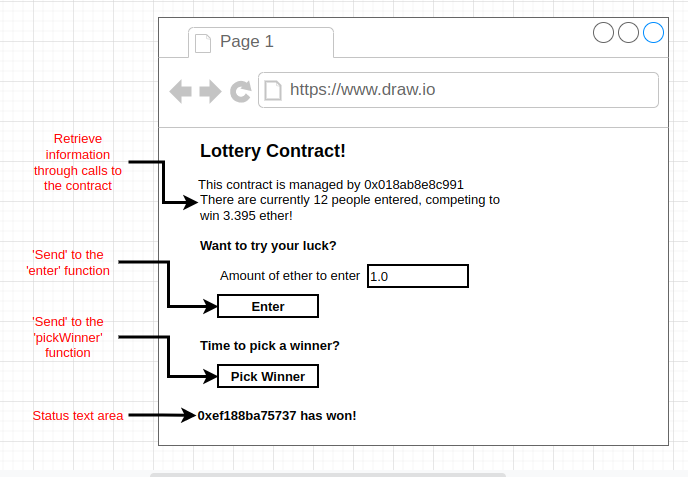 Page 1
https://www.draw.io
Retrieve
information
through calls to
the contract
Lottery Contract!
This contract is managed by 0x018ab8e8c991
There are currently 12 people entered, competing to
win 3.395 ether!
Want to try your luck?
'Send' to the
'enter' function
Amount of ether to enter 1.0
Enter
'Send' to the
'pickWinner'
function
Time to pick a winner?
Pick Winner
Status text area
0xef188ba75737 has won!